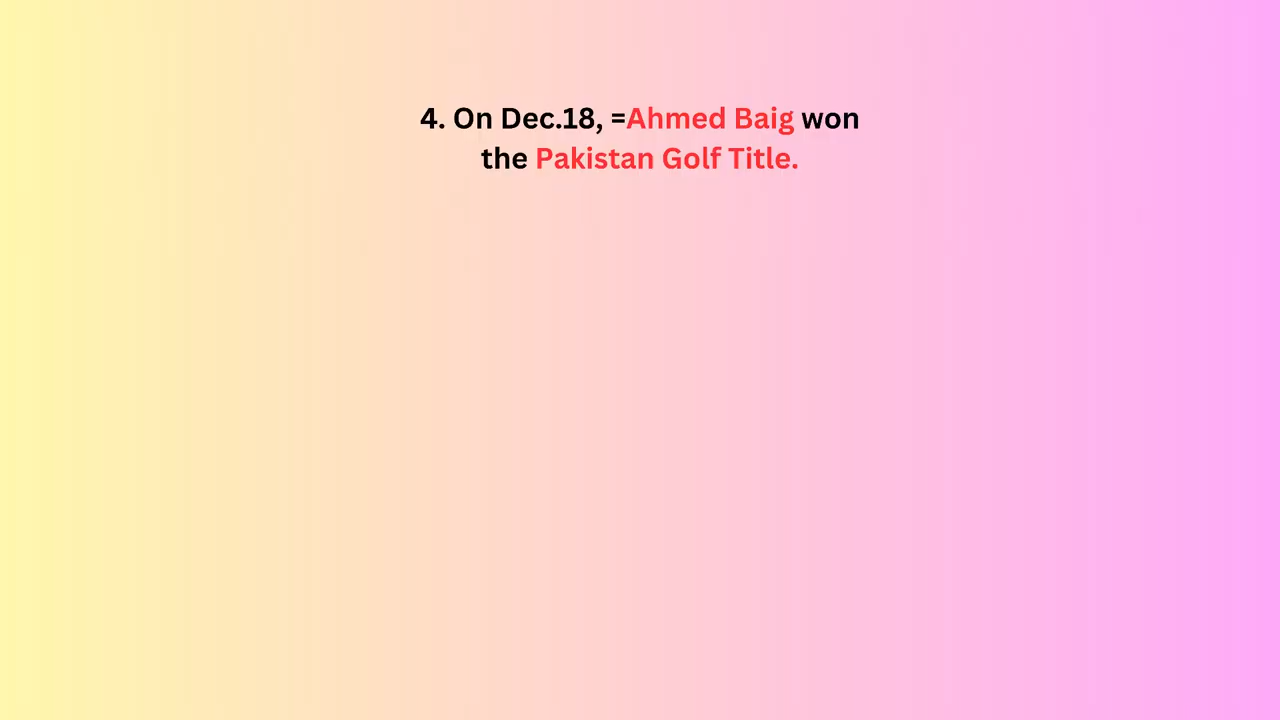 4. On Dec.18, =Ahmed Baig won
the Pakistan Golf Title.